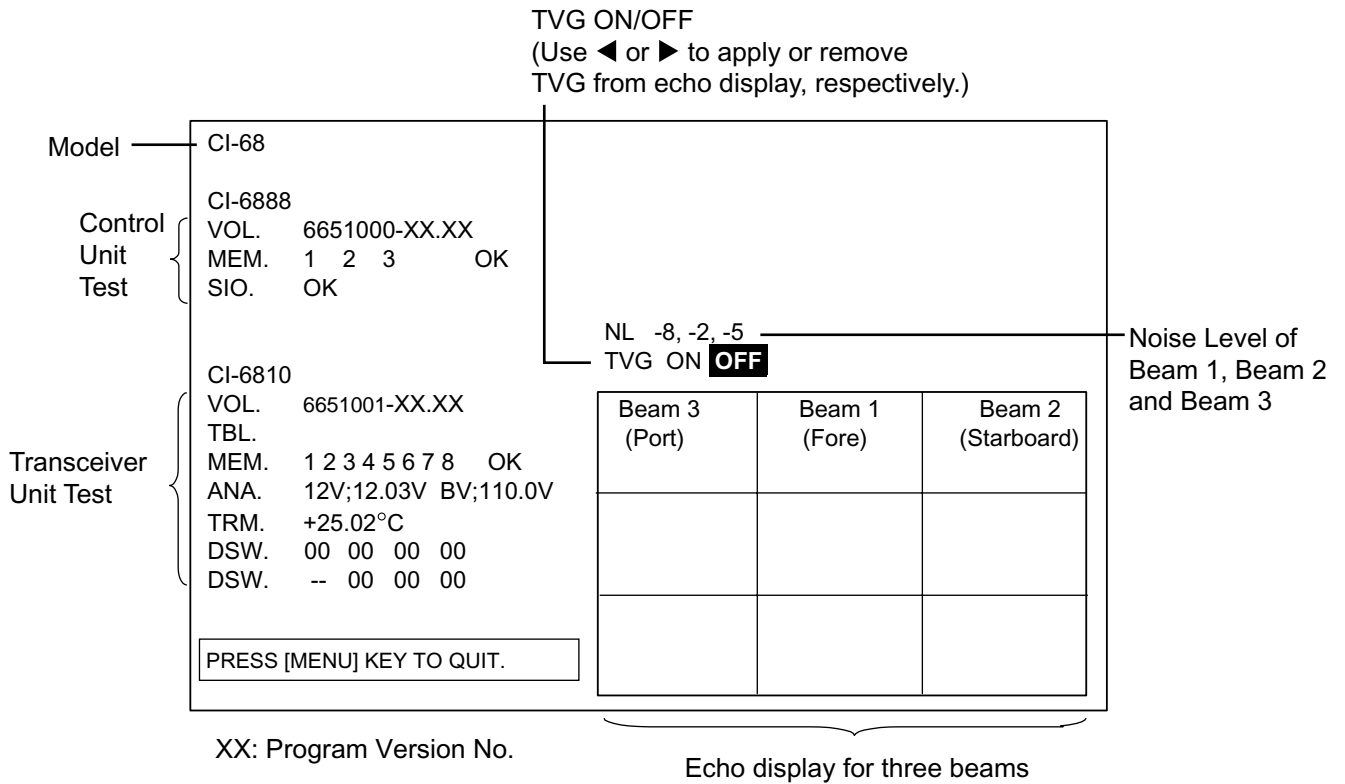 TVG ON/OFF
(Use ◀ or ▶ to apply or remove
TVG from echo display, respectively.)
Model
CI-68
Control
Unit
Test
CI-6888
VOL. 6651000-XX.XX
MEM. 1 2 3 OK
SIO. OK
NL -8, -2, -5
TVG ON OFF
Noise Level of
Beam 1, Beam 2
and Beam 3
Transceiver
Unit Test
CI-6810
VOL. 6651001-XX.XX
TBL.
MEM. 1 2 3 4 5 6 7 8 OK
ANA. 12V;12.03V BV;110.0V
TRM. +25.02°C
DSW. 00 00 00 00
DSW. -- 00 00 00
Beam 3 Beam 1 Beam 2
(Port) (Fore) (Starboard)
PRESS [MENU] KEY TO QUIT.
XX: Program Version No.
Echo display for three beams